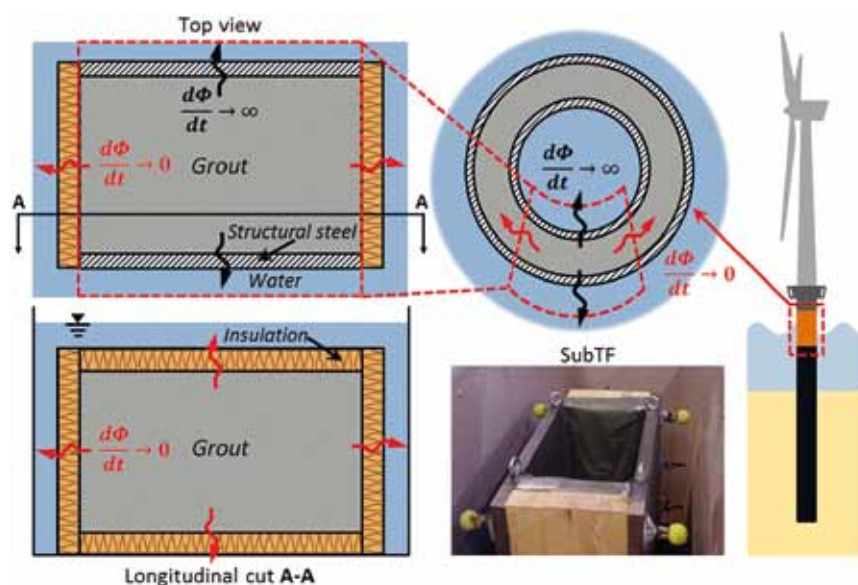 Top view
dΦ/dt → ∞
dΦ/dt → 0
Grout
A
A
Structural steel
Water
dΦ/dt → ∞
dΦ/dt → 0
Insulation
dΦ/dt → 0
Grout
Longitudinal cut A-A
SubTF